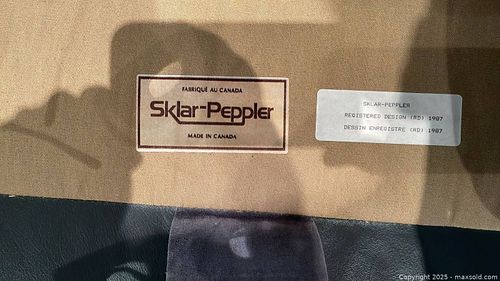 FABRIQUÉ AU CANADA
Sklar-Peppler
MADE IN CANADA
SKLAR-PEPPLER
REGISTERED DESIGN (RD) 1987
DESSIN ENREGISTRE (RD) 1987
Copyright 2025 - maxsold.com